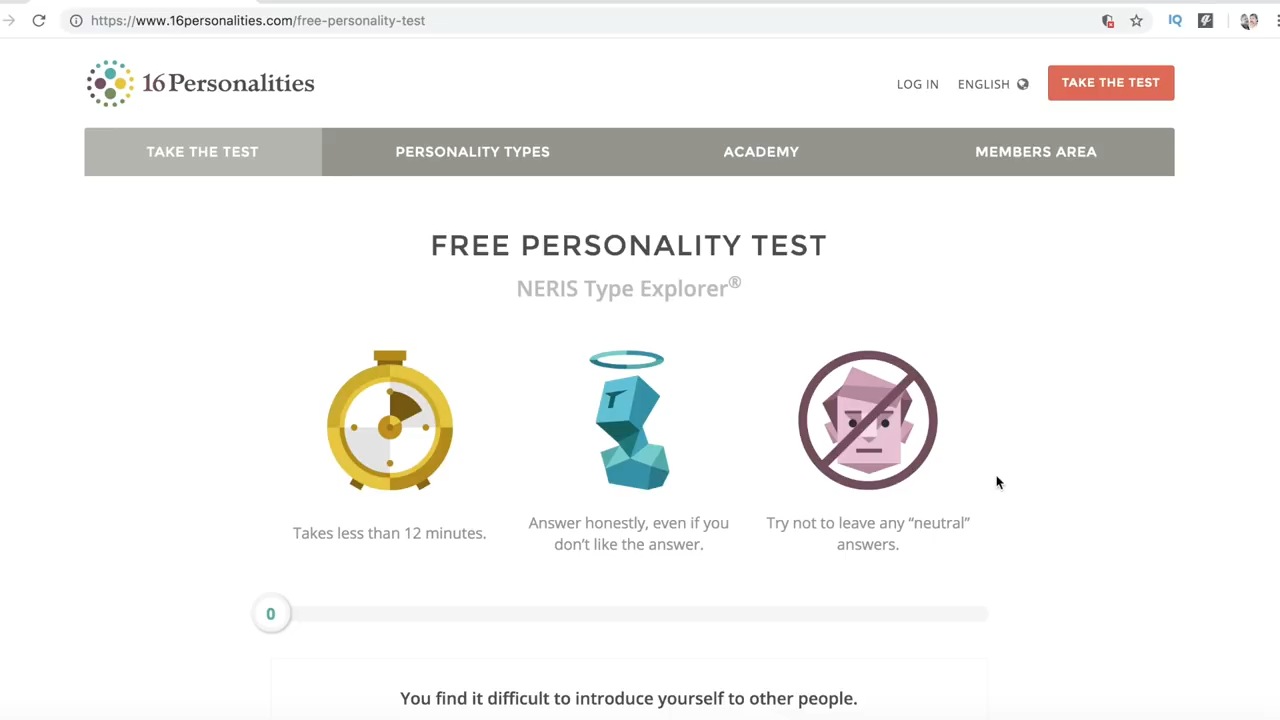 https://www.16personalities.com/free-personality-test
IQ
16Personalities
LOG IN
ENGLISH
TAKE THE TEST
TAKE THE TEST
PERSONALITY TYPES
ACADEMY
MEMBERS AREA
FREE PERSONALITY TEST
NERIS Type Explorer®
Takes less than 12 minutes.
Answer honestly, even if you
don’t like the answer.
Try not to leave any “neutral”
answers.
0
You find it difficult to introduce yourself to other people.